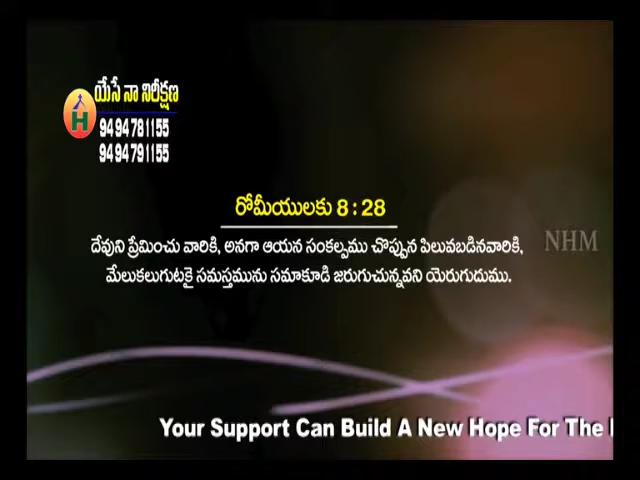 యేసే నా నిరీక్షణ
H
9494781155
9494791155
రోమీయులకు 8 : 28
దేవుని ప్రేమించు వారికి, అనగా ఆయన సంకల్పము చొప్పున పిలువబడినవారికి,
మేలుకలుగుటకై సమస్తమును సమాకూడి జరుగుచున్నవని యెరుగుదుము.
NHM
Your Support Can Build A New Hope For The